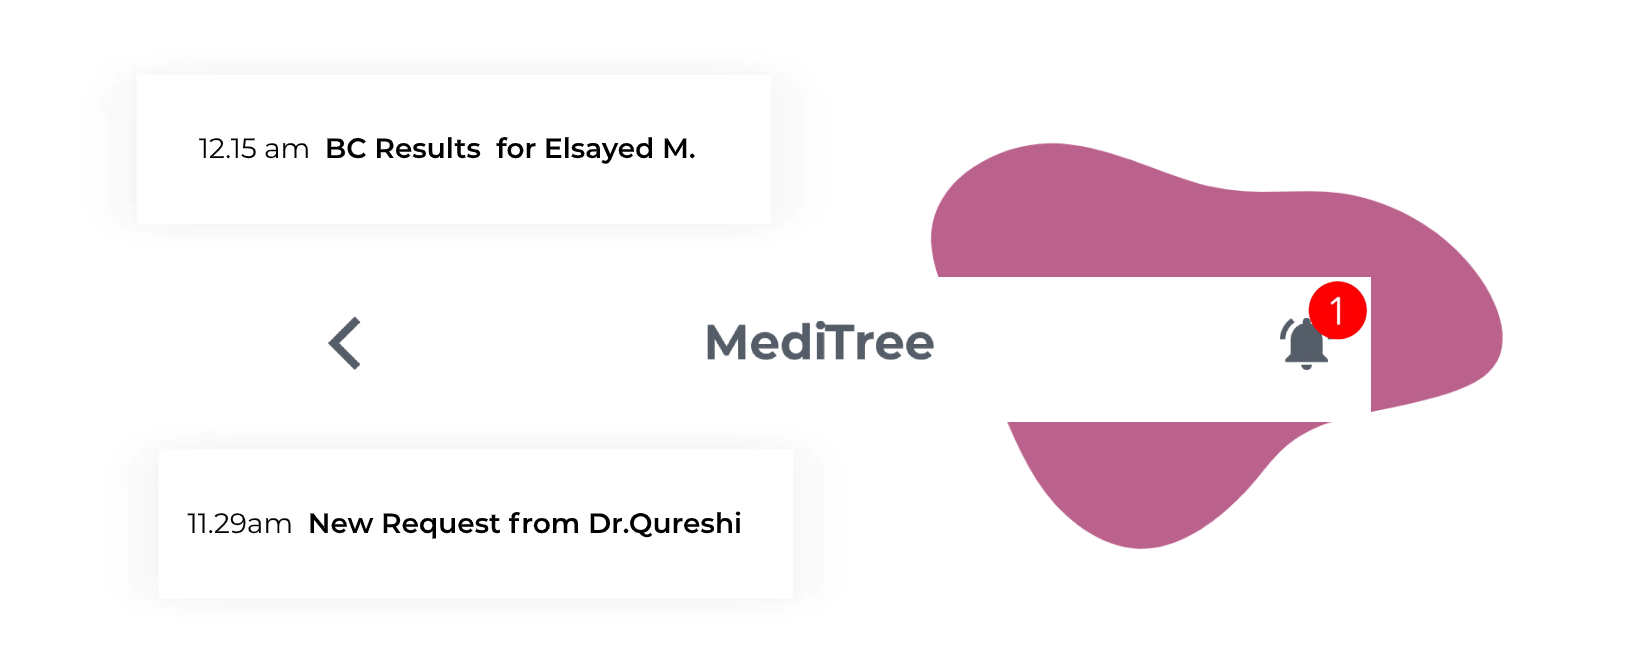 12.15 am BC Results for Elsayed M.
MediTree
1
11.29am New Request from Dr.Qureshi